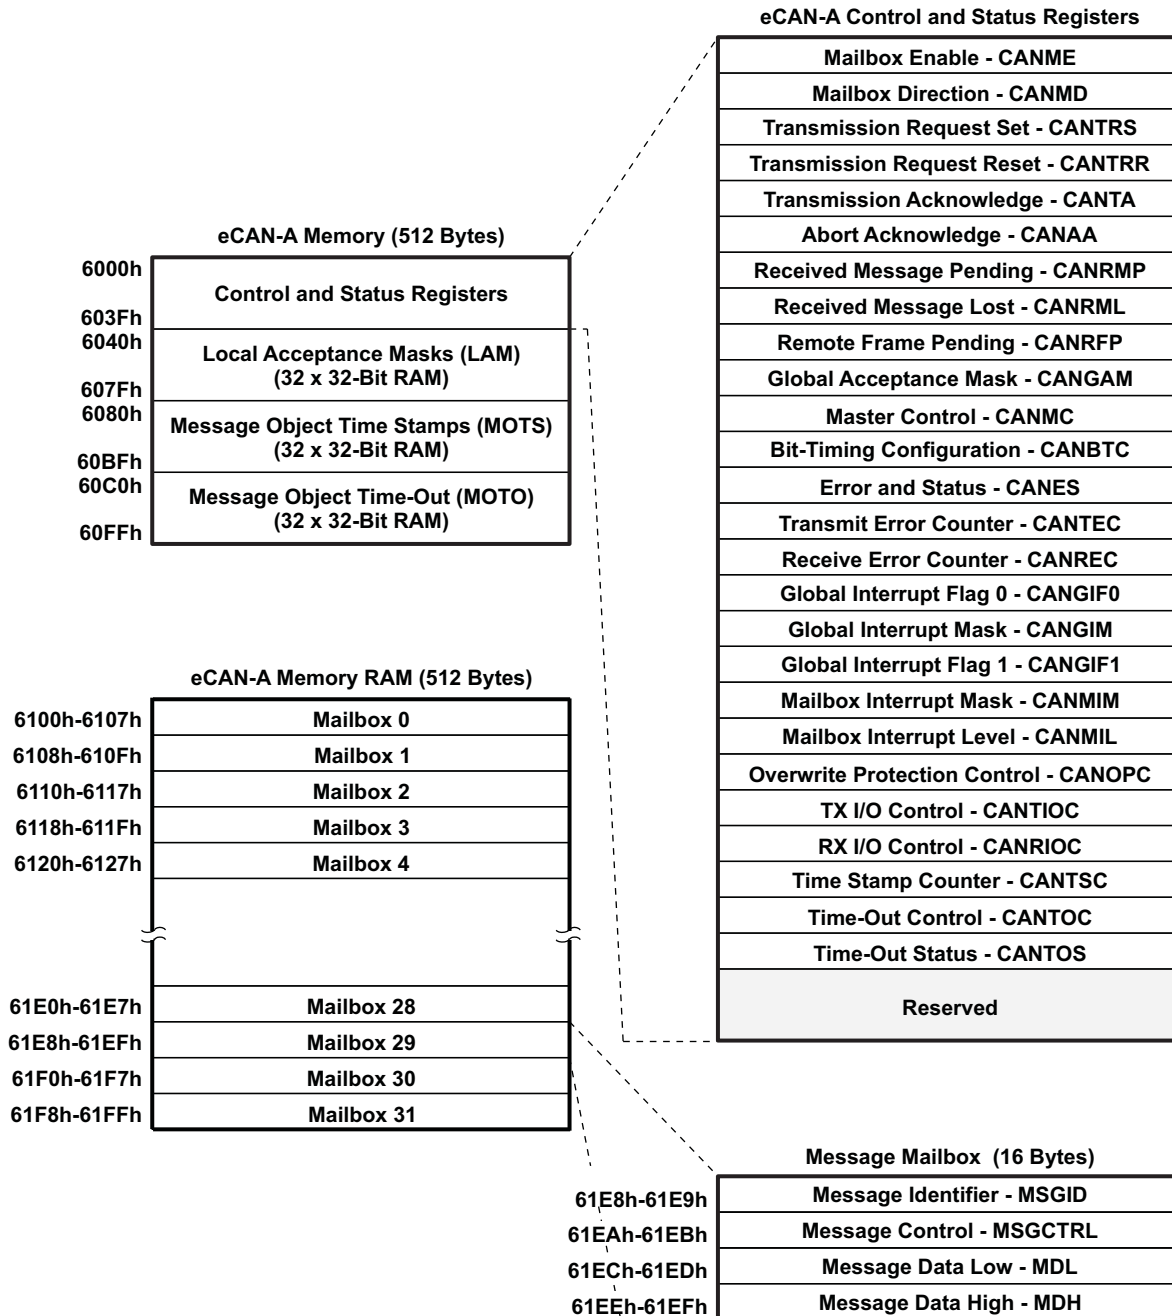 eCAN-A Control and Status Registers
Mailbox Enable - CANME
Mailbox Direction - CANMD
Transmission Request Set - CANTRS
Transmission Request Reset - CANTRR
Transmission Acknowledge - CANTA
Abort Acknowledge - CANAA
Received Message Pending - CANRMP
Received Message Lost - CANRML
Remote Frame Pending - CANRFP
Global Acceptance Mask - CANGAM
Master Control - CANMC
Bit-Timing Configuration - CANBTC
Error and Status - CANES
Transmit Error Counter - CANTEC
Receive Error Counter - CANREC
Global Interrupt Flag 0 - CANGIF0
Global Interrupt Mask - CANGIM
Global Interrupt Flag 1 - CANGIF1
Mailbox Interrupt Mask - CANMIM
Mailbox Interrupt Level - CANMIL
Overwrite Protection Control - CANOPC
TX I/O Control - CANTIOC
RX I/O Control - CANRIOC
Time Stamp Counter - CANTSC
Time-Out Control - CANTOC
Time-Out Status - CANTOS
Reserved
eCAN-A Memory (512 Bytes)
6000h
Control and Status Registers
603Fh
6040h
Local Acceptance Masks (LAM)
(32 x 32-Bit RAM)
607Fh
6080h
Message Object Time Stamps (MOTS)
(32 x 32-Bit RAM)
60BFh
60C0h
Message Object Time-Out (MOTO)
(32 x 32-Bit RAM)
60FFh
eCAN-A Memory RAM (512 Bytes)
6100h-6107h Mailbox 0
6108h-610Fh Mailbox 1
6110h-6117h Mailbox 2
6118h-611Fh Mailbox 3
6120h-6127h Mailbox 4
61E0h-61E7h Mailbox 28
61E8h-61EFh Mailbox 29
61F0h-61F7h Mailbox 30
61F8h-61FFh Mailbox 31
Message Mailbox (16 Bytes)
61E8h-61E9h Message Identifier - MSGID
61EAh-61EBh Message Control - MSGCTRL
61ECh-61EDh Message Data Low - MDL
61EEh-61EFh Message Data High - MDH